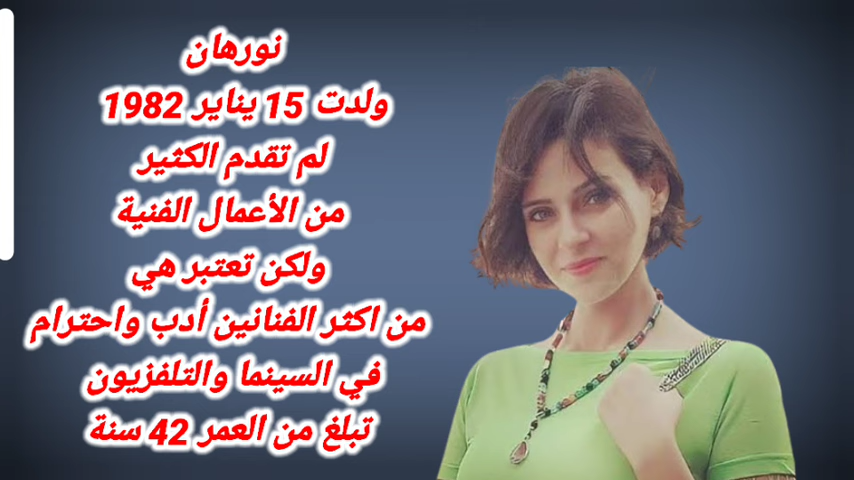 نورهان
ولدت 15 يناير 1982
لم تقدم الكثير
من الأعمال الفنية
ولكن تعتبر هي
من اكثر الفنانين أدب واحترام
في السينما والتلفزيون
تبلغ من العمر 42 سنة